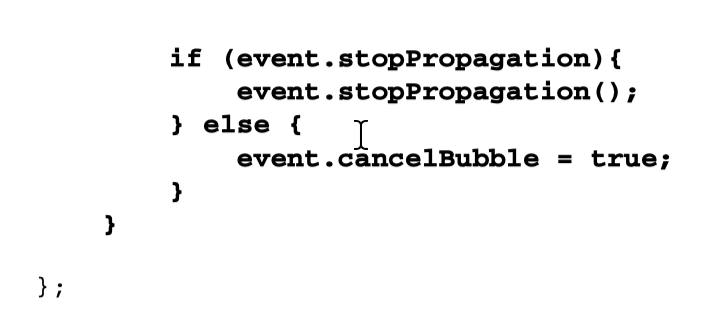 if (event.stopPropagation){
event.stopPropagation();
} else {
event.cancelBubble = true;
}
}
};